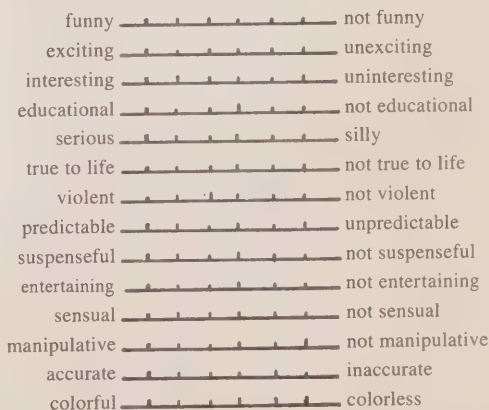 funny not funny
exciting unexciting
interesting uninteresting
educational not educational
serious silly
true to life not true to life
violent not violent
predictable unpredictable
suspenseful not suspenseful
entertaining not entertaining
sensual not sensual
manipulative not manipulative
accurate inaccurate
colorful colorless